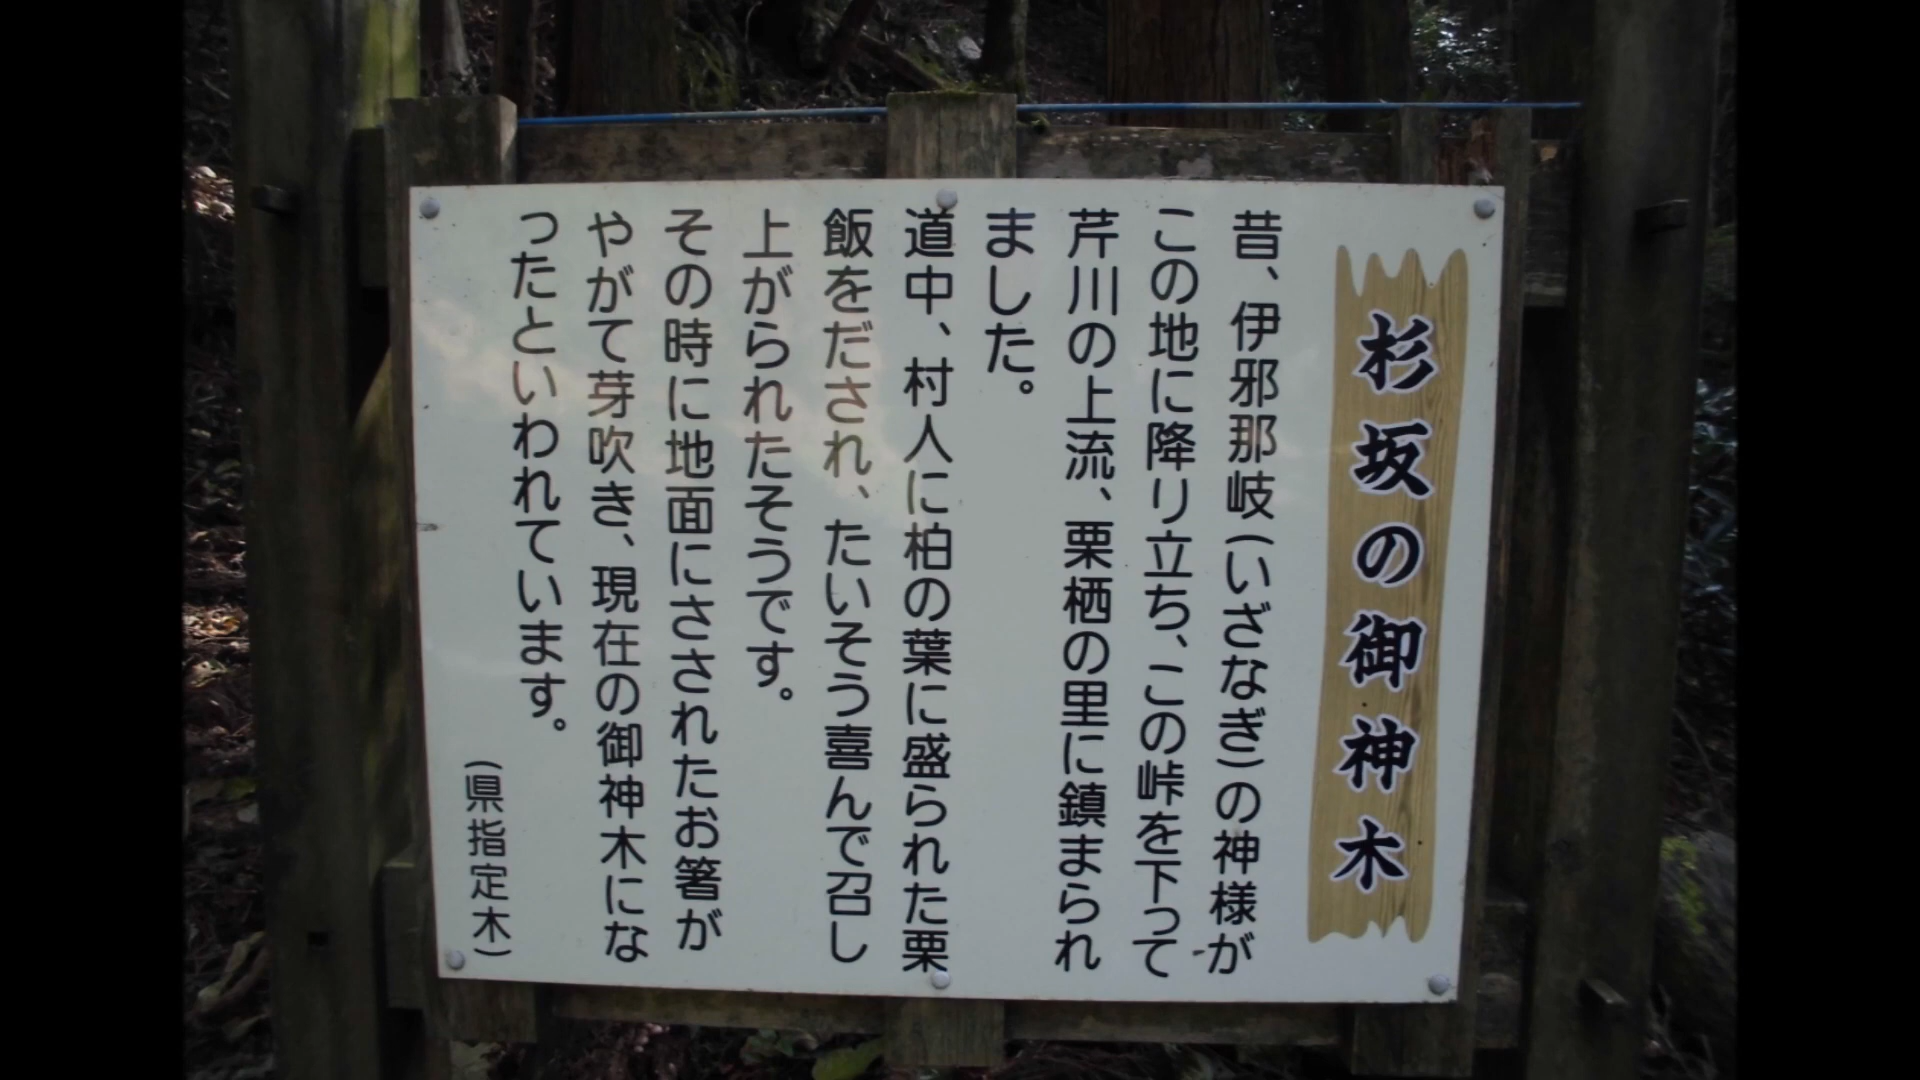 杉坂の御神木
昔、伊邪那岐(いざなぎ)の神様が
この地に降り立ち、この峠を下って
芹川の上流、栗栖の里に鎮まられ
ました。
道中、村人に柏の葉に盛られた栗
飯をだされ、たいそう喜んで召し
上がられたそうです。
その時に地面にさされたお箸が
やがて芽吹き、現在の御神木にな
ったといわれています。
(県指定木)